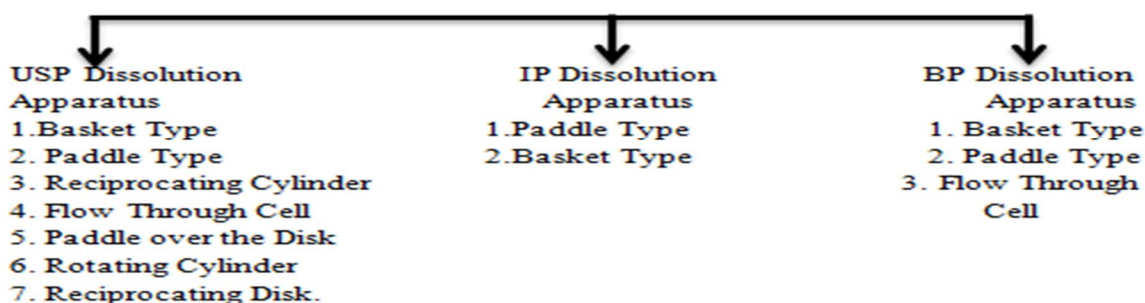 USP Dissolution
Apparatus
1.Basket Type
2. Paddle Type
3. Reciprocating Cylinder
4. Flow Through Cell
5. Paddle over the Disk
6. Rotating Cylinder
7. Reciprocating Disk.
IP Dissolution
Apparatus
1.Paddle Type
2.Basket Type
BP Dissolution
Apparatus
1. Basket Type
2. Paddle Type
3. Flow Through
Cell